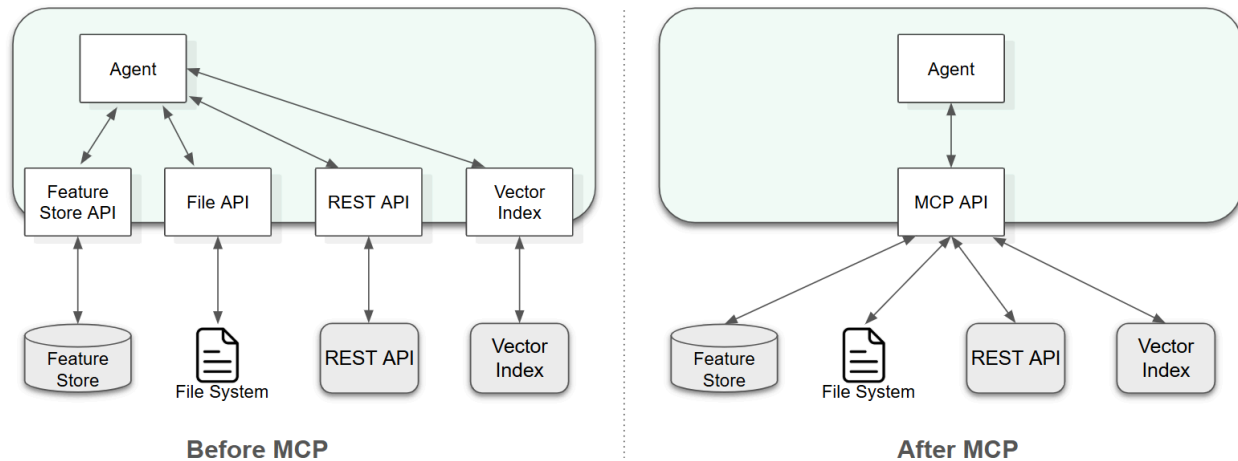 Agent
Feature
Store API
File API
REST API
Vector
Index
Feature
Store
File System
REST API
Vector
Index
Before MCP
Agent
MCP API
Feature
Store
File System
REST API
Vector
Index
After MCP